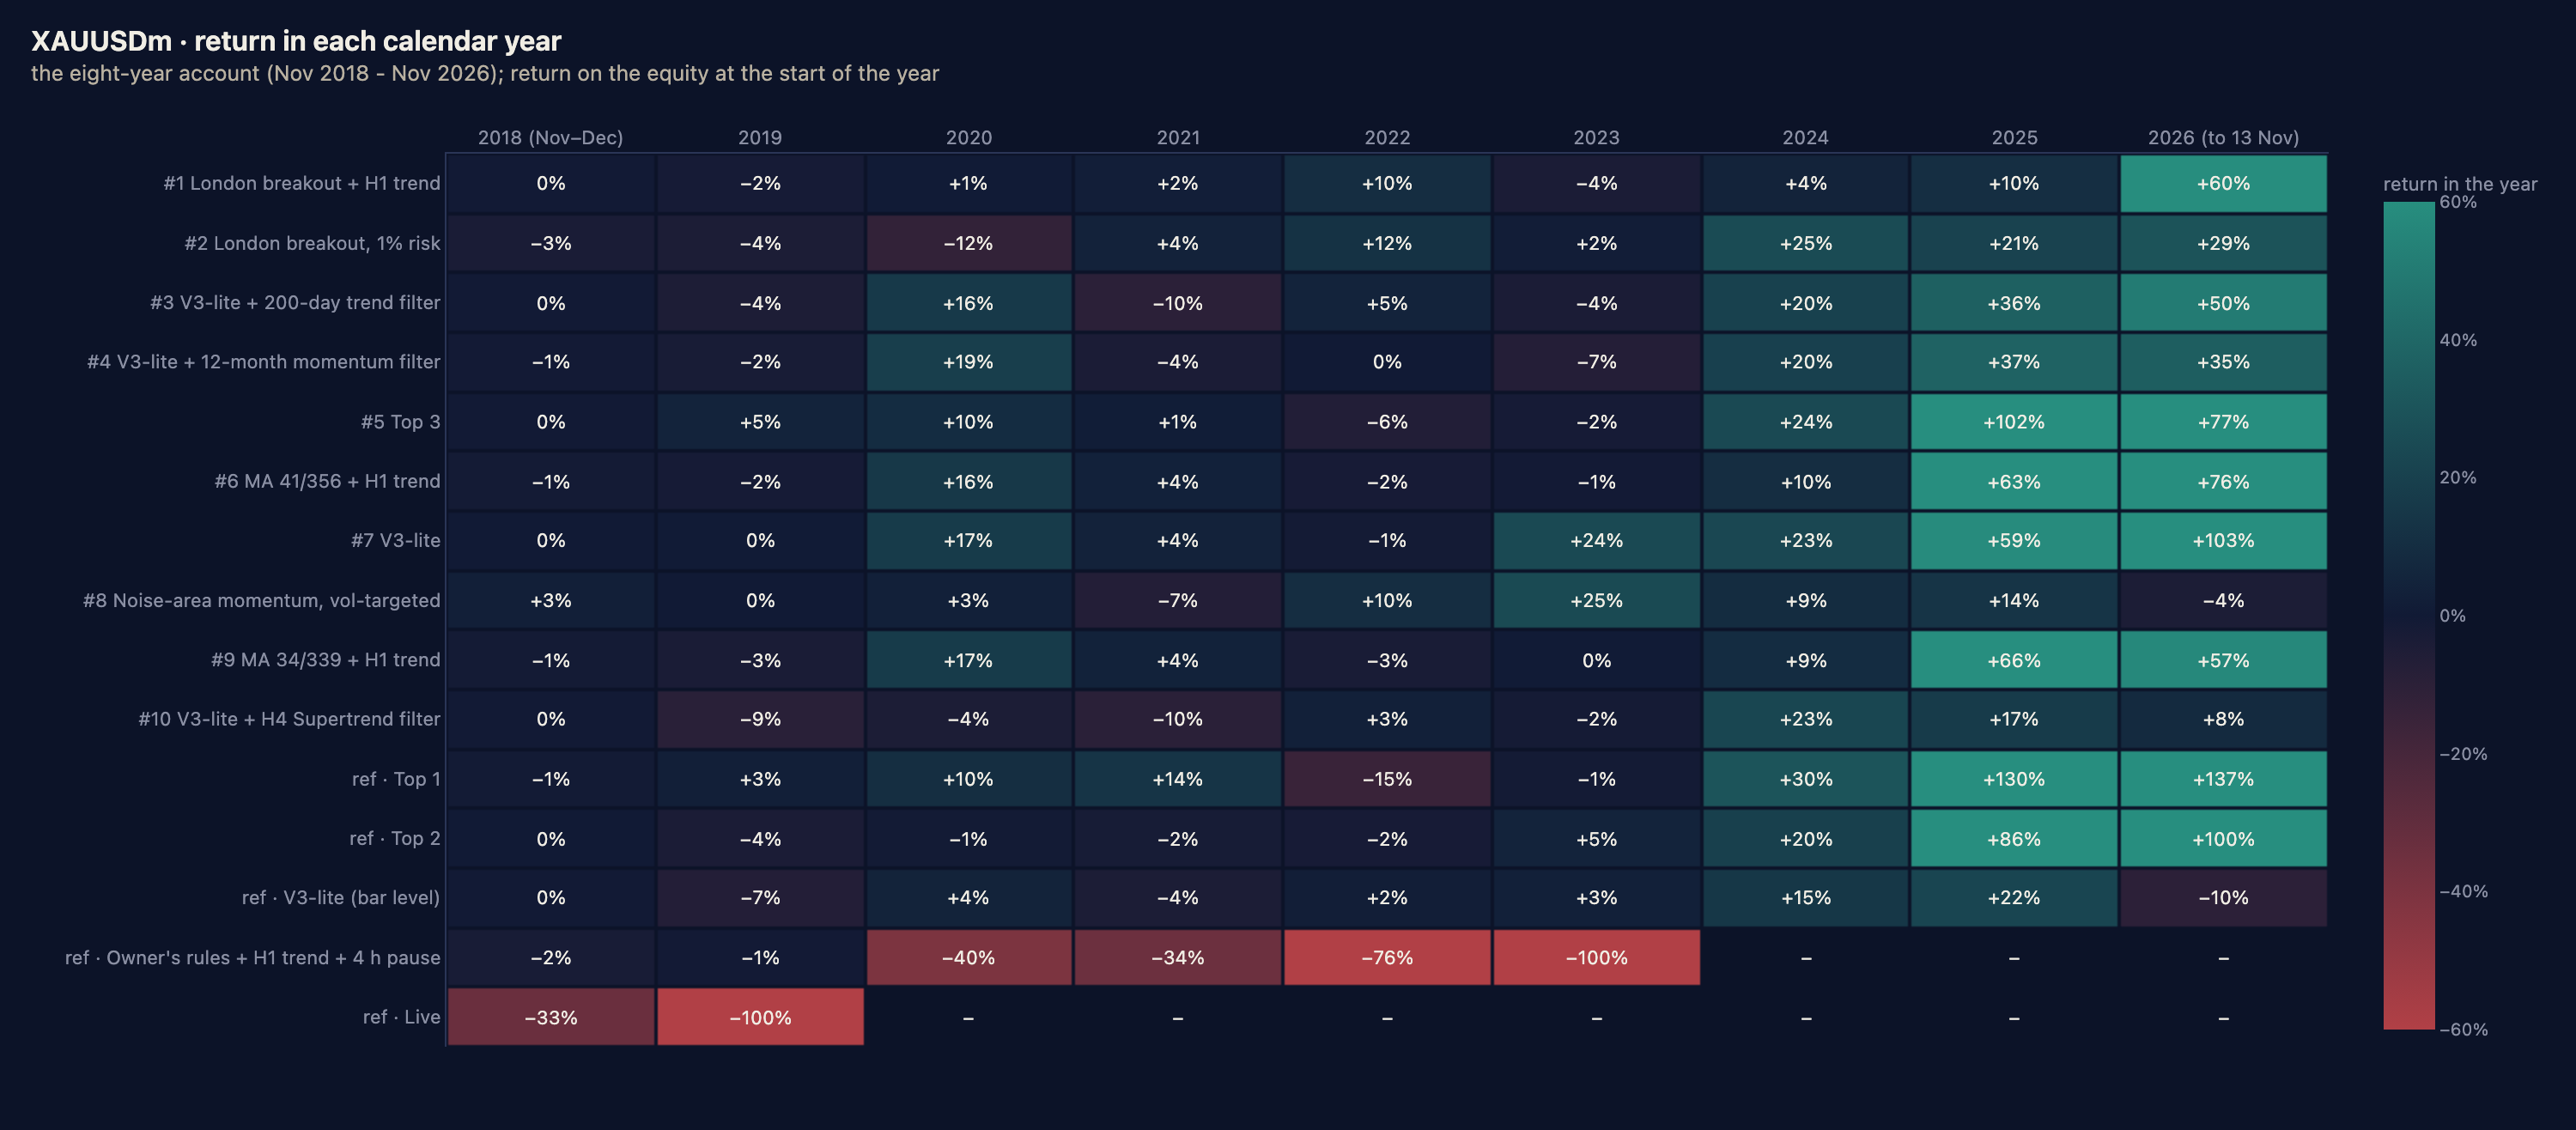 XAUUSDm · return in each calendar year
the eight-year account (Nov 2018 - Nov 2026); return on the equity at the start of the year
2018 (Nov–Dec) 2019 2020 2021 2022 2023 2024 2025 2026 (to 13 Nov)
#1 London breakout + H1 trend 0% −2% +1% +2% +10% −4% +4% +10% +60%
#2 London breakout, 1% risk −3% −4% −12% +4% +12% +2% +25% +21% +29%
#3 V3-lite + 200-day trend filter 0% −4% +16% −10% +5% −4% +20% +36% +50%
#4 V3-lite + 12-month momentum filter −1% −2% +19% −4% 0% −7% +20% +37% +35%
#5 Top 3 0% +5% +10% +1% −6% −2% +24% +102% +77%
#6 MA 41/356 + H1 trend −1% −2% +16% +4% −2% −1% +10% +63% +76%
#7 V3-lite 0% 0% +17% +4% −1% +24% +23% +59% +103%
#8 Noise-area momentum, vol-targeted +3% 0% +3% −7% +10% +25% +9% +14% −4%
#9 MA 34/339 + H1 trend −1% −3% +17% +4% −3% 0% +9% +66% +57%
#10 V3-lite + H4 Supertrend filter 0% −9% −4% −10% +3% −2% +23% +17% +8%
ref · Top 1 −1% +3% +10% +14% −15% −1% +30% +130% +137%
ref · Top 2 0% −4% −1% −2% −2% +5% +20% +86% +100%
ref · V3-lite (bar level) 0% −7% +4% −4% +2% +3% +15% +22% −10%
ref · Owner's rules + H1 trend + 4 h pause −2% −1% −40% −34% −76% −100% – – –
ref · Live −33% −100% – – – – – – –
return in the year
60%
40%
20%
0%
−20%
−40%
−60%